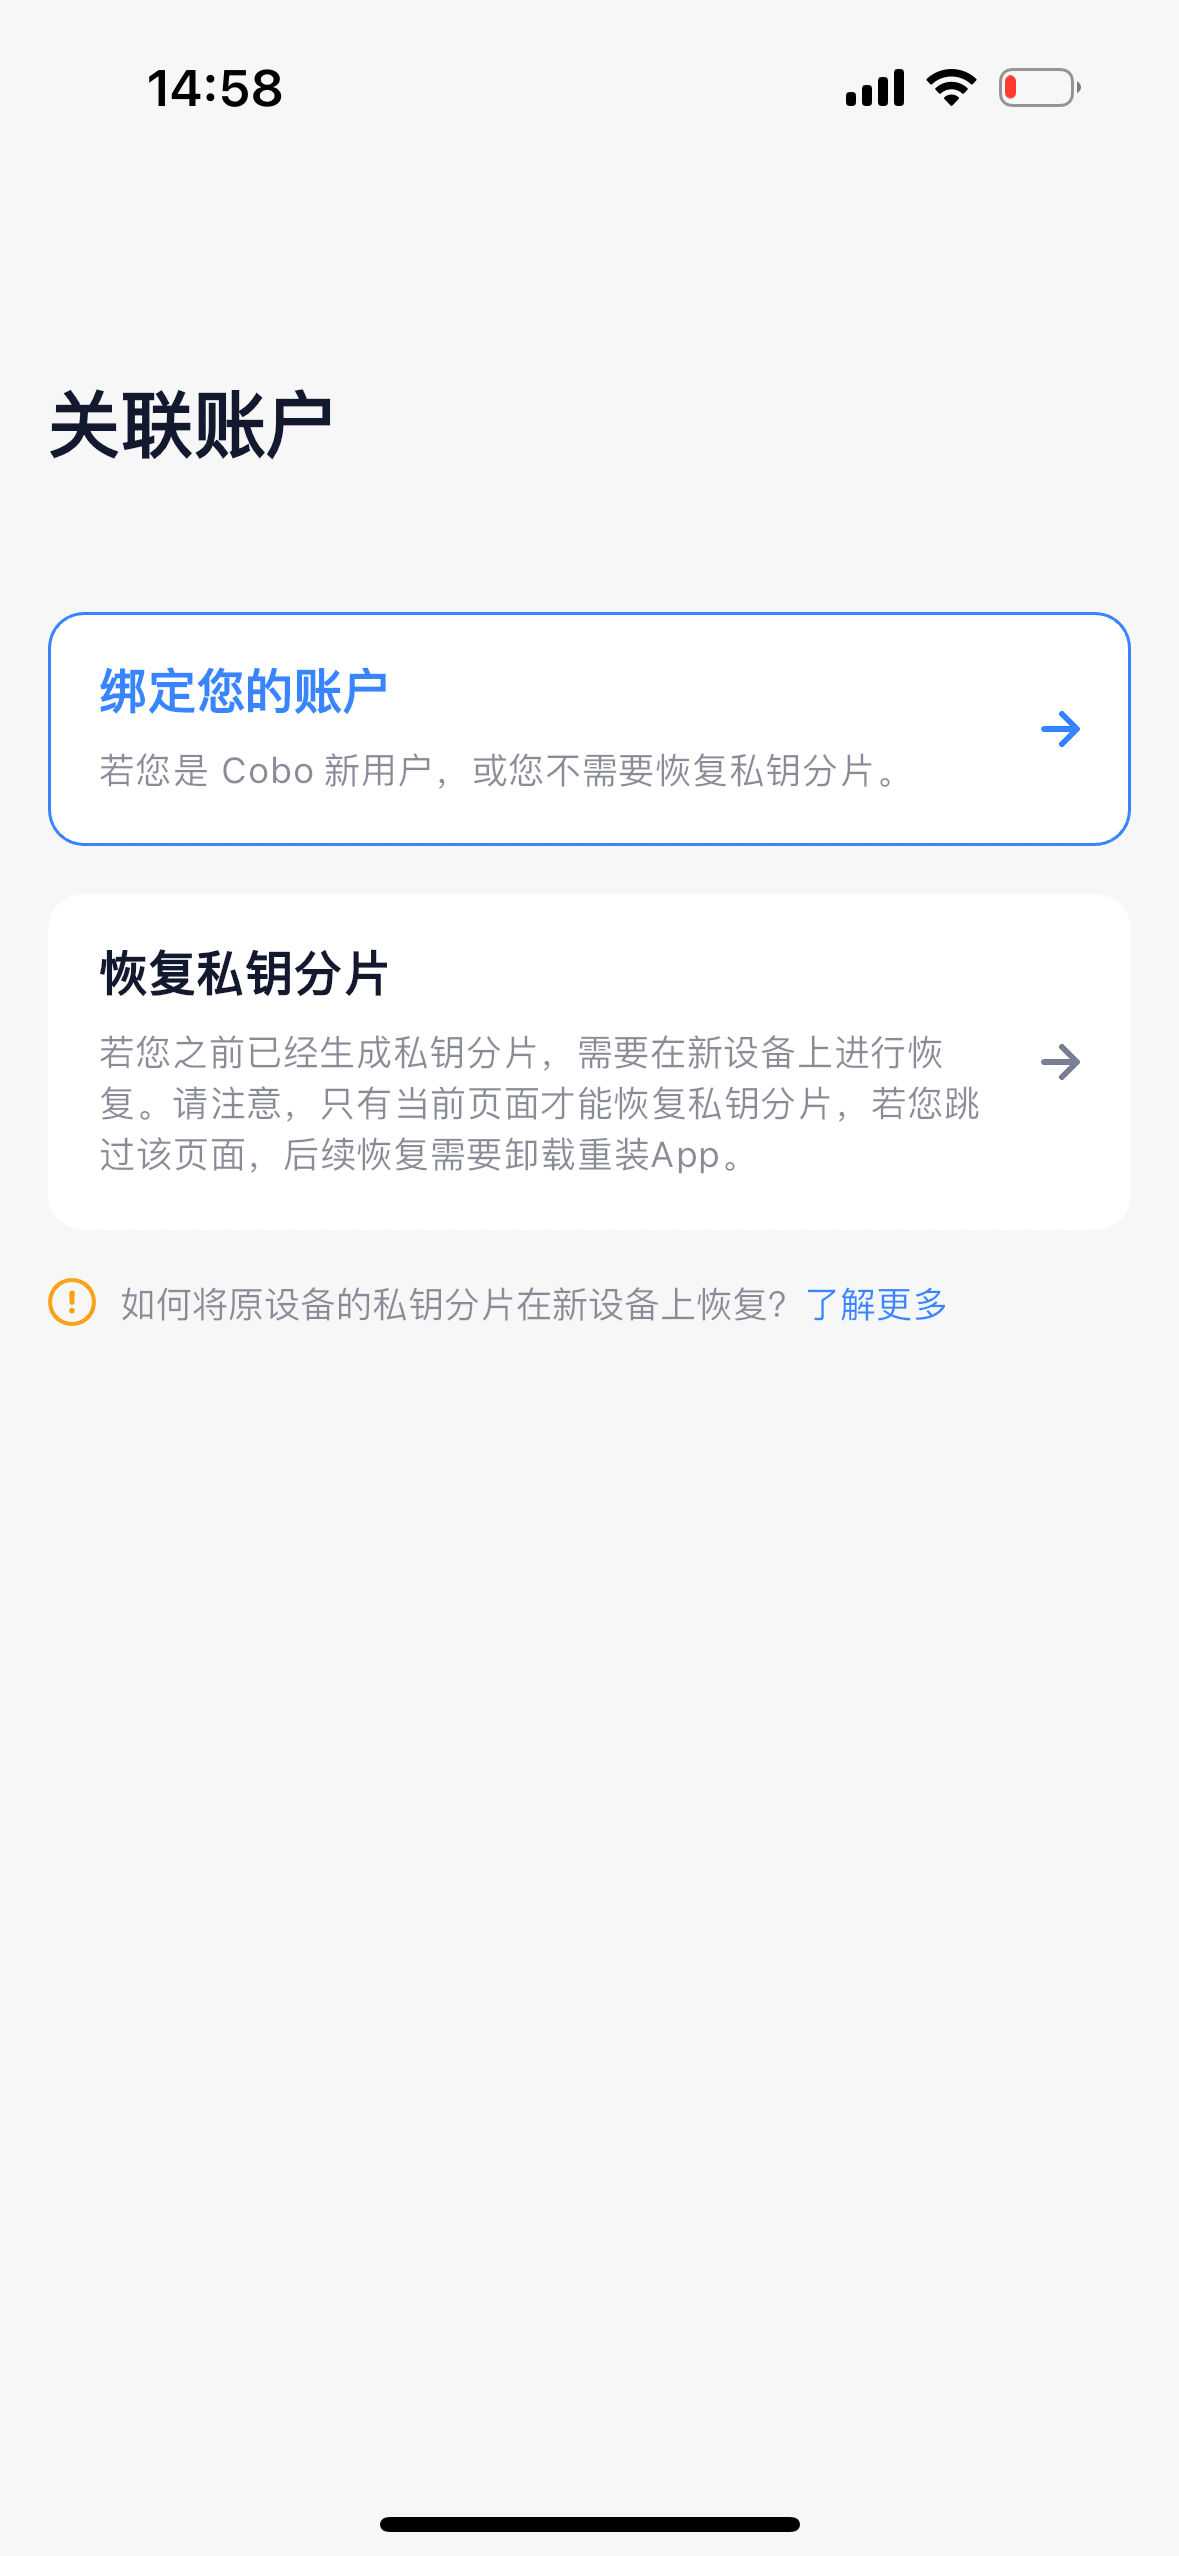 14:58
关联账户
绑定您的账户
若您是 Cobo 新用户，或您不需要恢复私钥分片。
恢复私钥分片
若您之前已经生成私钥分片，需要在新设备上进行恢
复。请注意，只有当前页面才能恢复私钥分片，若您跳
过该页面，后续恢复需要卸载重装App。
如何将原设备的私钥分片在新设备上恢复？了解更多